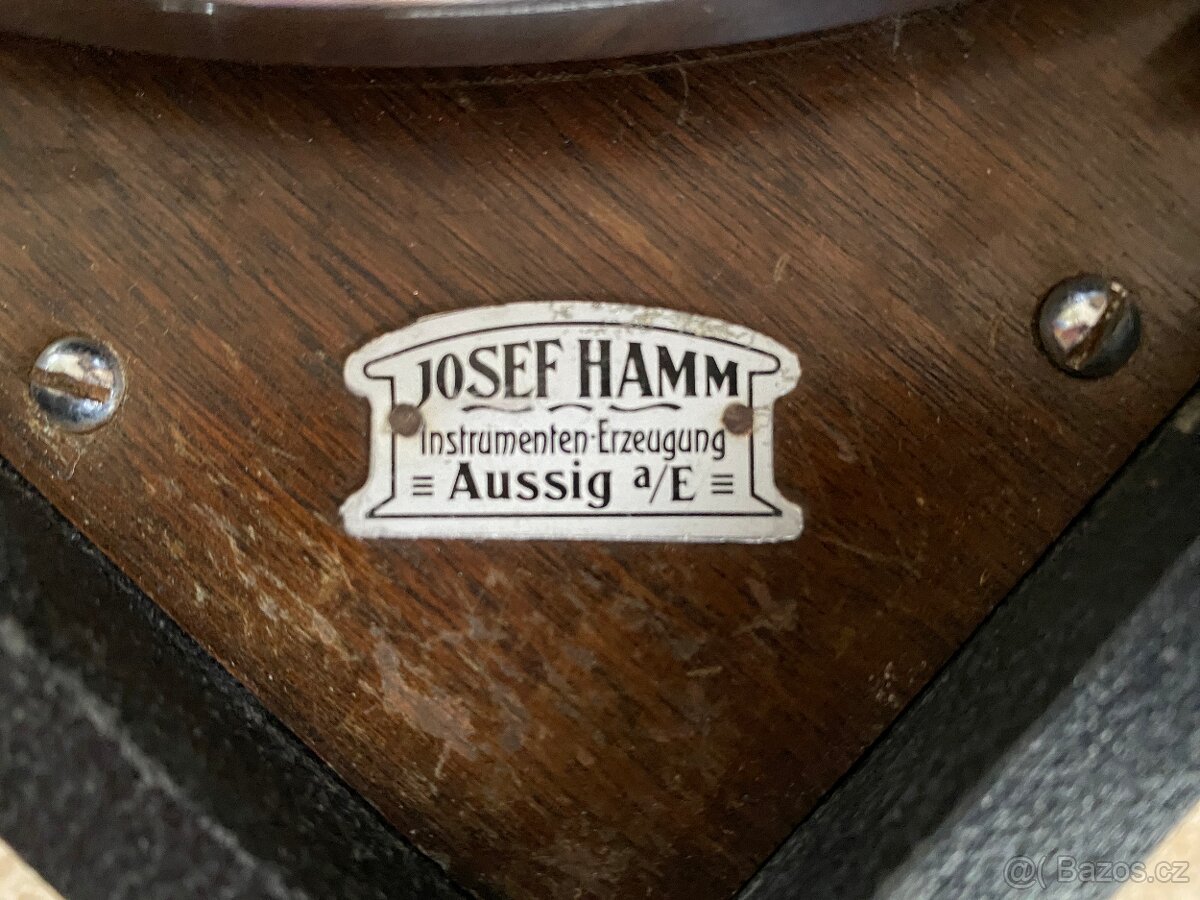 JOSEF HAMM
Instrumenten-Erzeugung
≡ Aussig a/E ≡
@( Bazos.cz